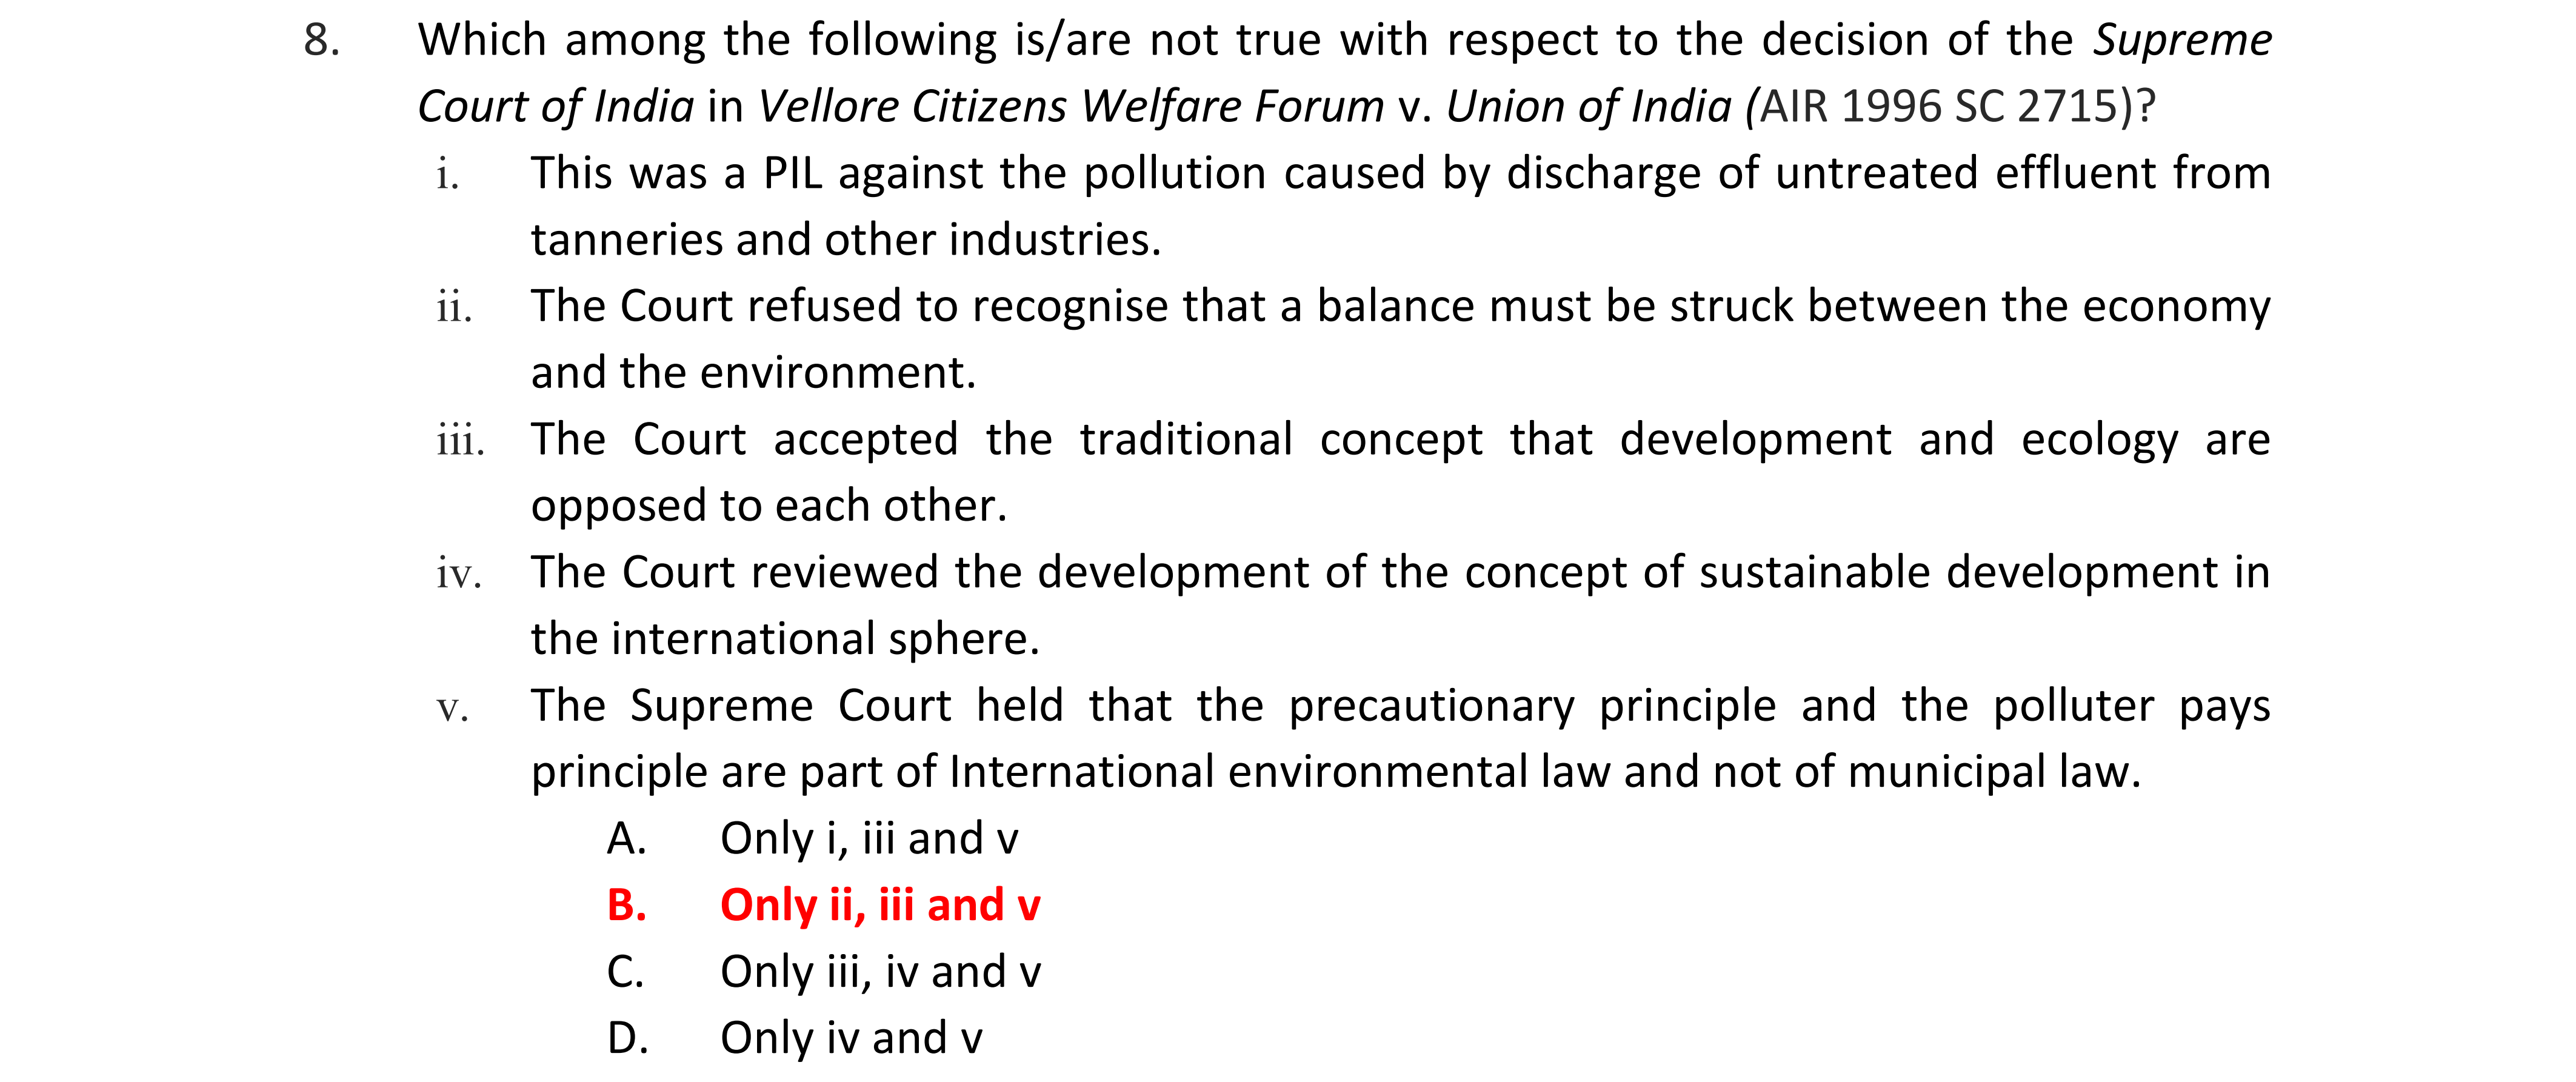 8. Which among the following is/are not true with respect to the decision of the Supreme
Court of India in Vellore Citizens Welfare Forum v. Union of India (AIR 1996 SC 2715)?
i. This was a PIL against the pollution caused by discharge of untreated effluent from
tanneries and other industries.
ii. The Court refused to recognise that a balance must be struck between the economy
and the environment.
iii. The Court accepted the traditional concept that development and ecology are
opposed to each other.
iv. The Court reviewed the development of the concept of sustainable development in
the international sphere.
v. The Supreme Court held that the precautionary principle and the polluter pays
principle are part of International environmental law and not of municipal law.
A. Only i, iii and v
B. Only ii, iii and v
C. Only iii, iv and v
D. Only iv and v